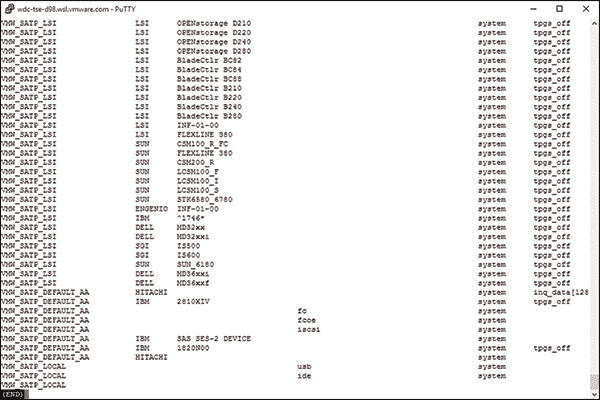 wdc-tse-d98.wsl.vmware.com - PuTTY
VMW_SATP_LSI LSI OPENstorage D210 system tpgs_off
VMW_SATP_LSI LSI OPENstorage D220 system tpgs_off
VMW_SATP_LSI LSI OPENstorage D240 system tpgs_off
VMW_SATP_LSI LSI OPENstorage D280 system tpgs_off
VMW_SATP_LSI LSI BladeCtlr BC82 system tpgs_off
VMW_SATP_LSI LSI BladeCtlr BC84 system tpgs_off
VMW_SATP_LSI LSI BladeCtlr BC88 system tpgs_off
VMW_SATP_LSI LSI BladeCtlr B210 system tpgs_off
VMW_SATP_LSI LSI BladeCtlr B220 system tpgs_off
VMW_SATP_LSI LSI BladeCtlr B240 system tpgs_off
VMW_SATP_LSI LSI BladeCtlr B280 system tpgs_off
VMW_SATP_LSI LSI INF-01-00 system tpgs_off
VMW_SATP_LSI LSI FLEXLINE 380 system tpgs_off
VMW_SATP_LSI SUN CSM100_R_FC system tpgs_off
VMW_SATP_LSI SUN FLEXLINE 380 system tpgs_off
VMW_SATP_LSI SUN CSM200_R system tpgs_off
VMW_SATP_LSI SUN LCSM100_F system tpgs_off
VMW_SATP_LSI SUN LCSM100_I system tpgs_off
VMW_SATP_LSI SUN LCSM100_S system tpgs_off
VMW_SATP_LSI SUN STK6580_6780 system tpgs_off
VMW_SATP_LSI ENGENIO INF-01-00 system tpgs_off
VMW_SATP_LSI IBM ^1746* system tpgs_off
VMW_SATP_LSI DELL MD32xx system tpgs_off
VMW_SATP_LSI DELL MD32xxi system tpgs_off
VMW_SATP_LSI SGI IS500 system tpgs_off
VMW_SATP_LSI SGI IS600 system tpgs_off
VMW_SATP_LSI SUN SUN_6180 system tpgs_off
VMW_SATP_LSI DELL MD36xxi system tpgs_off
VMW_SATP_LSI DELL MD36xxf system tpgs_off
VMW_SATP_DEFAULT_AA HITACHI system inq_data[128
VMW_SATP_DEFAULT_AA IBM 2810XIV system tpgs_off
VMW_SATP_DEFAULT_AA fc system
VMW_SATP_DEFAULT_AA fcoe system
VMW_SATP_DEFAULT_AA iscsi system
VMW_SATP_DEFAULT_AA IBM SAS SES-2 DEVICE system
VMW_SATP_DEFAULT_AA IBM 1820N00 system tpgs_off
VMW_SATP_DEFAULT_AA HITACHI system
VMW_SATP_LOCAL usb system
VMW_SATP_LOCAL ide system
VMW_SATP_LOCAL system
(END)